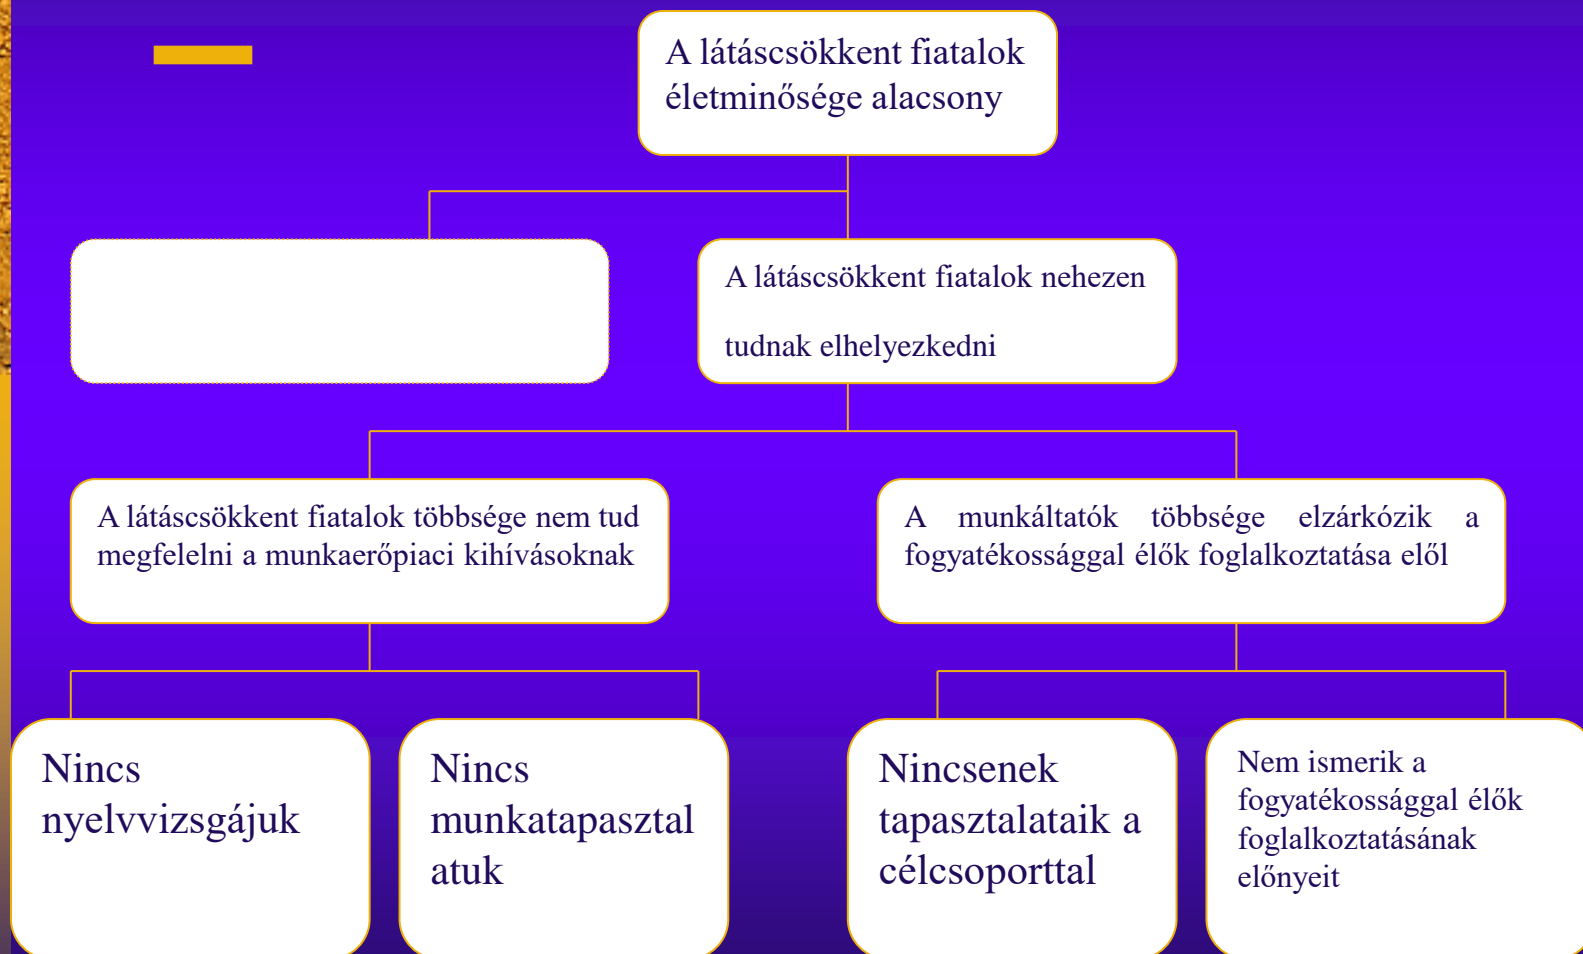 A látáscsökkent fiatalok
életminősége alacsony
A látáscsökkent fiatalok nehezen
tudnak elhelyezkedni
A látáscsökkent fiatalok többsége nem tud
megfelelni a munkaerőpiaci kihívásoknak
A munkáltatók többsége elzárkózik a
fogyatékossággal élők foglalkoztatása elől
Nincs
nyelvvizsgájuk
Nincs
munkatapasztal
atuk
Nincsenek
tapasztalataik a
célcsoporttal
Nem ismerik a
fogyatékossággal élők
foglalkoztatásának
előnyeit